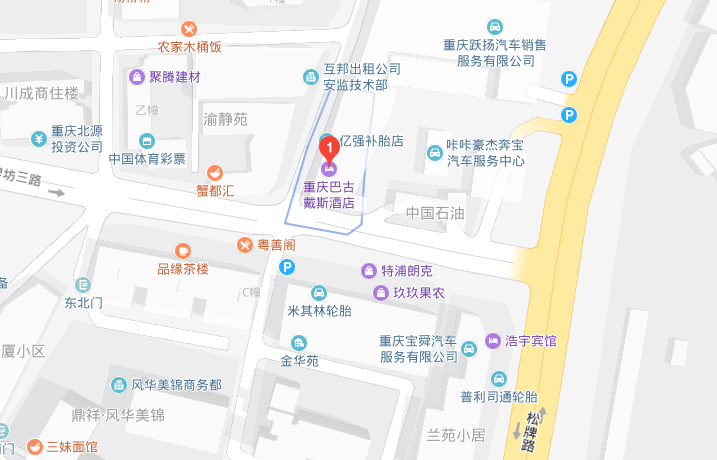 农家木桶饭
重庆跃扬汽车销售
服务有限公司
聚腾建材
互邦出租公司
安监技术部
P
川成商住楼
乙幢
渝静苑
P
重庆北源
投资公司
亿强补胎店
中国体育彩票
1
咔咔豪杰奔宝
汽车服务中心
坊三路
蟹都汇
重庆巴古
戴斯酒店
中国石油
粤善阁
品缘茶楼
P
特浦朗克
C幢
玖玖果农
东北门
米其林轮胎
重庆宝舜汽车
服务有限公司
浩宇宾馆
厦小区
金华苑
风华美锦商务都
普利司通轮胎
鼎祥·风华美锦
松牌路
兰苑小居
三妹面馆
门